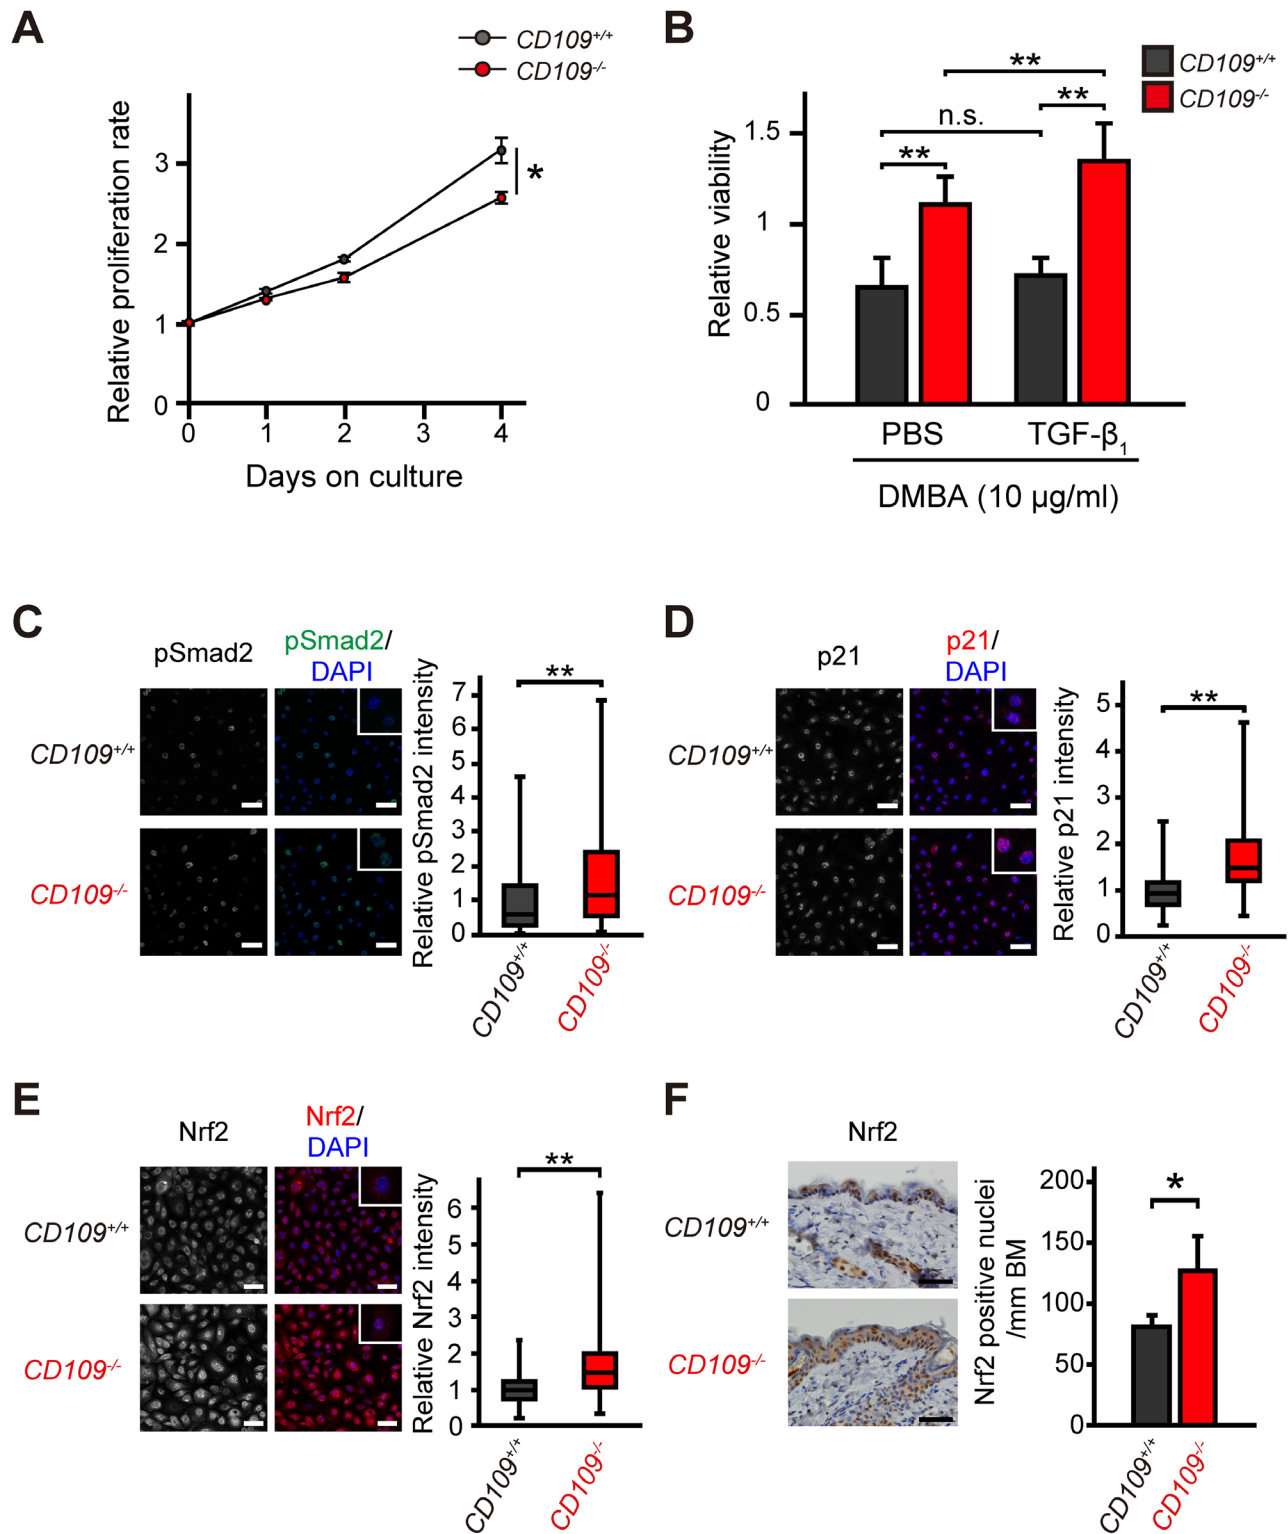 A
CD109+/+
CD109-/-
Relative proliferation rate
3
2
1
0
0 1 2 3 4
Days on culture
*
B
CD109+/+
CD109-/-
Relative viability
1.5
1
0.5
0
**
**
n.s.
**
PBS TGF-β1
DMBA (10 μg/ml)
C
pSmad2 pSmad2/
DAPI
CD109+/+
CD109-/-
Relative pSmad2 intensity
7
6
5
4
3
2
1
0
**
CD109+/+
CD109-/-
D
p21 p21/
DAPI
CD109+/+
CD109-/-
Relative p21 intensity
5
4
3
2
1
0
**
CD109+/+
CD109-/-
E
Nrf2 Nrf2/
DAPI
CD109+/+
CD109-/-
Relative Nrf2 intensity
6
5
4
3
2
1
0
**
CD109+/+
CD109-/-
F
Nrf2
CD109+/+
CD109-/-
Nrf2 positive nuclei
/mm BM
200
150
100
50
0
*
CD109+/+
CD109-/-